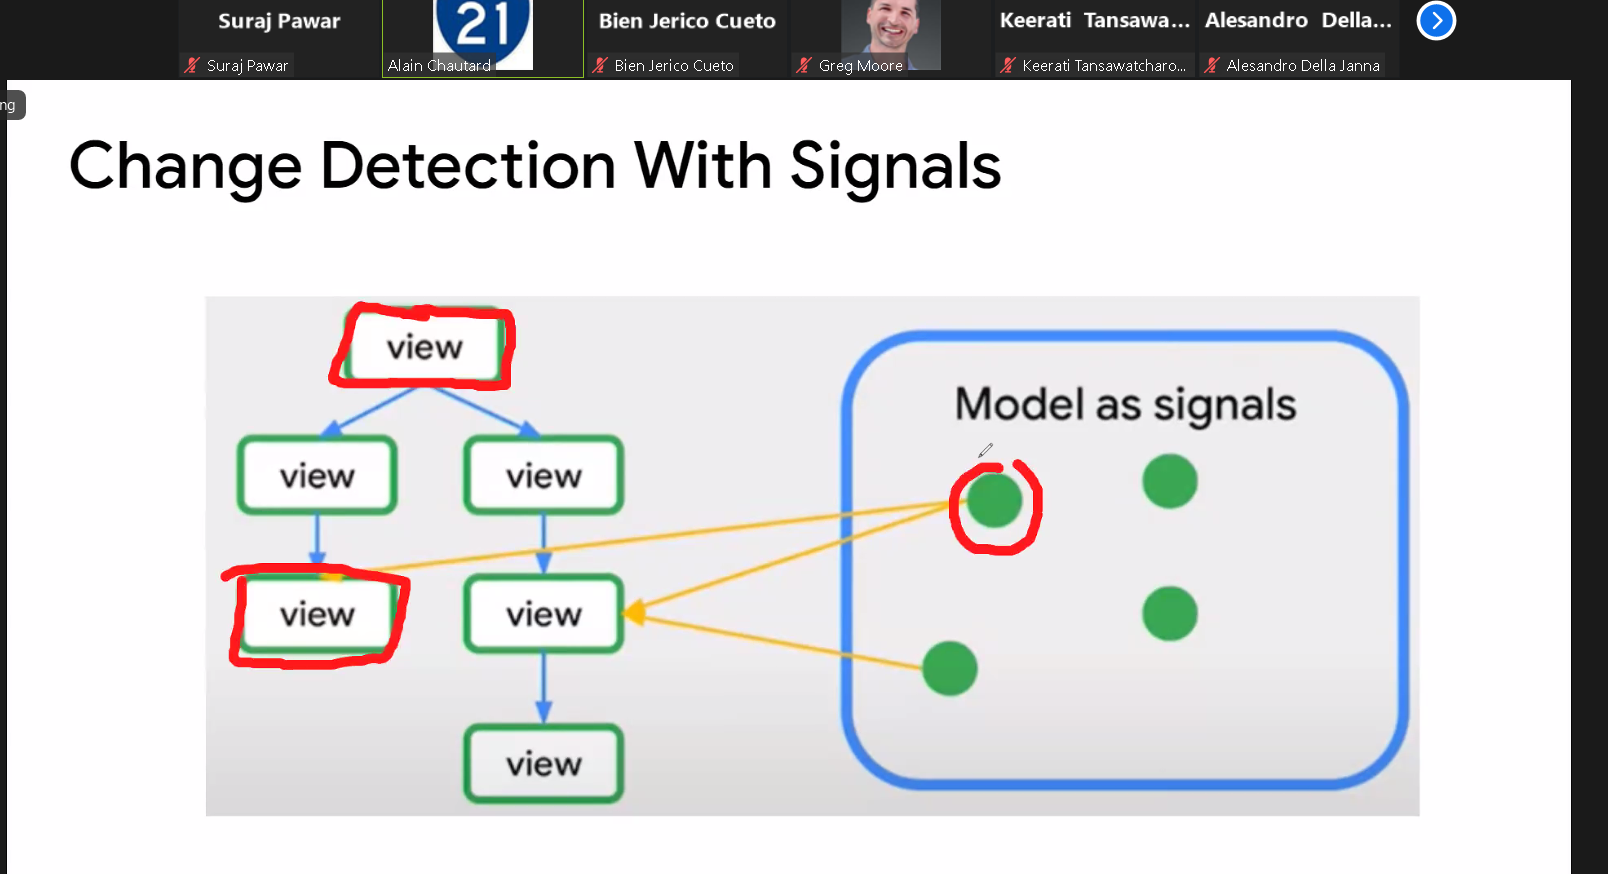 Suraj Pawar
21
Bien Jerico Cueto
Keerati Tansawa...
Alesandro Della...
Suraj Pawar
Alain Chautard
Bien Jerico Cueto
Greg Moore
Keerati Tansawatcharo...
Alesandro Della Janna
ng
Change Detection With Signals
view
Model as signals
view
view
view
view
view